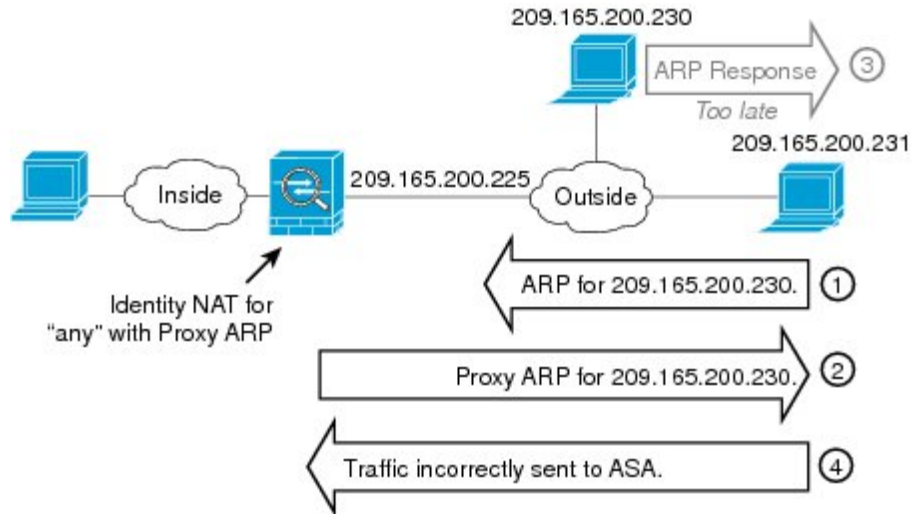 209.165.200.230
ARP Response
3
Too late
209.165.200.231
Inside
209.165.200.225
Outside
ARP for 209.165.200.230.
1
Identity NAT for
“any” with Proxy ARP
Proxy ARP for 209.165.200.230.
2
Traffic incorrectly sent to ASA.
4